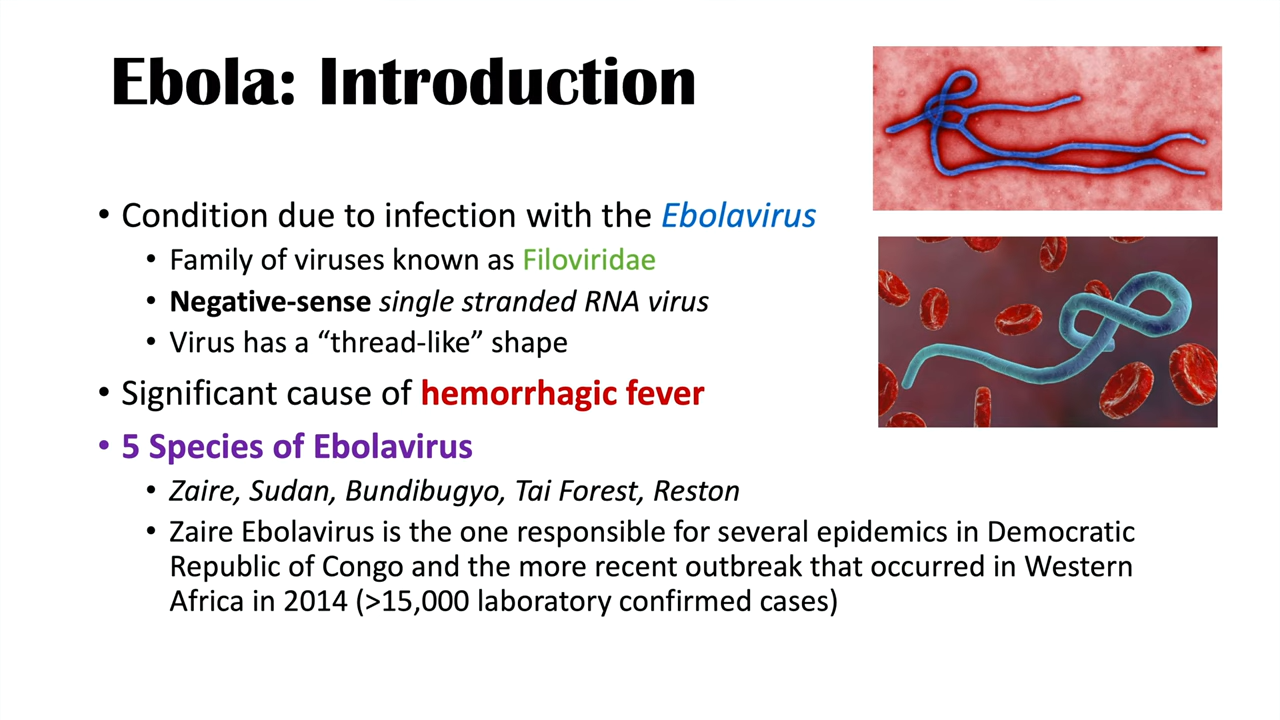 Ebola: Introduction
• Condition due to infection with the Ebolavirus
• Family of viruses known as Filoviridae
• Negative-sense single stranded RNA virus
• Virus has a “thread-like” shape
• Significant cause of hemorrhagic fever
• 5 Species of Ebolavirus
• Zaire, Sudan, Bundibugyo, Tai Forest, Reston
• Zaire Ebolavirus is the one responsible for several epidemics in Democratic
Republic of Congo and the more recent outbreak that occurred in Western
Africa in 2014 (>15,000 laboratory confirmed cases)